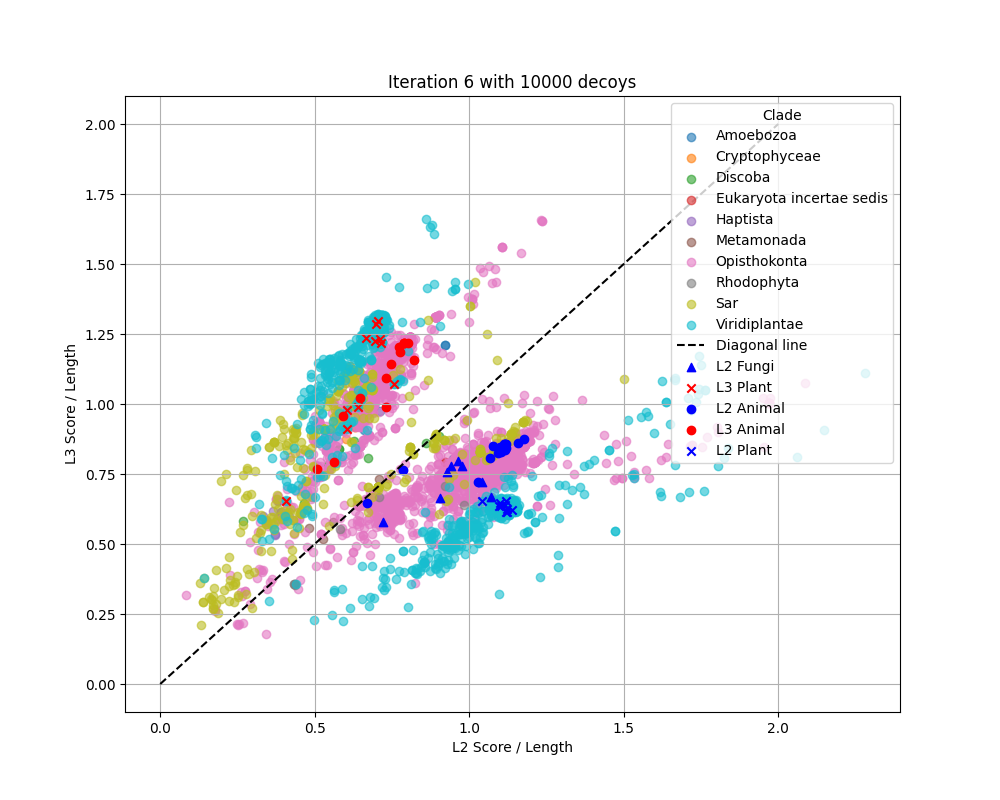 Iteration 6 with 10000 decoys
L3 Score / Length
2.00
1.75
1.50
1.25
1.00
0.75
0.50
0.25
0.00
0.0
0.5
1.0
1.5
2.0
L2 Score / Length
Clade
Amoebozoa
Cryptophyceae
Discoba
Eukaryota incertae sedis
Haptista
Metamonada
Opisthokonta
Rhodophyta
Sar
Viridiplantae
Diagonal line
L2 Fungi
L3 Plant
L2 Animal
L3 Animal
L2 Plant